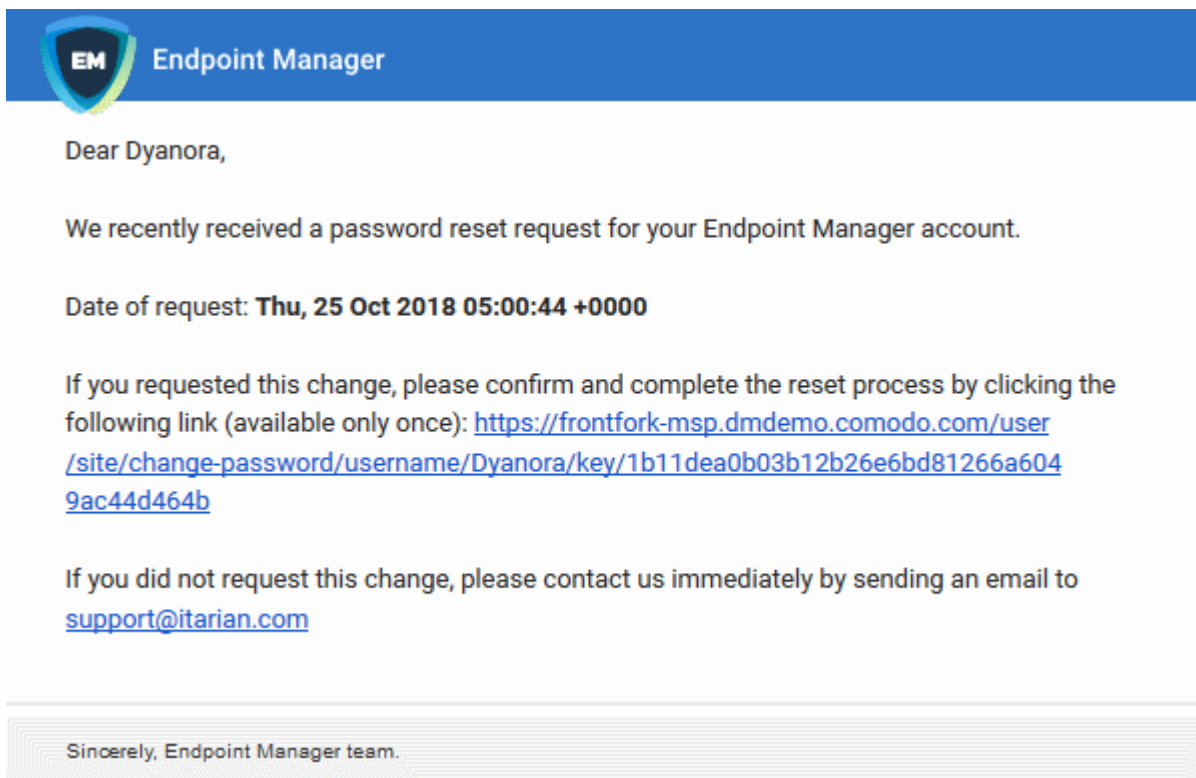 EM Endpoint Manager
Dear Dyanora,
We recently received a password reset request for your Endpoint Manager account.
Date of request: Thu, 25 Oct 2018 05:00:44 +0000
If you requested this change, please confirm and complete the reset process by clicking the
following link (available only once): https://frontfork-msp.dmdemo.comodo.com/user
/site/change-password/username/Dyanora/key/1b11dea0b03b12b26e6bd81266a604
9ac44d464b
If you did not request this change, please contact us immediately by sending an email to
support@itarian.com
Sincerely, Endpoint Manager team.